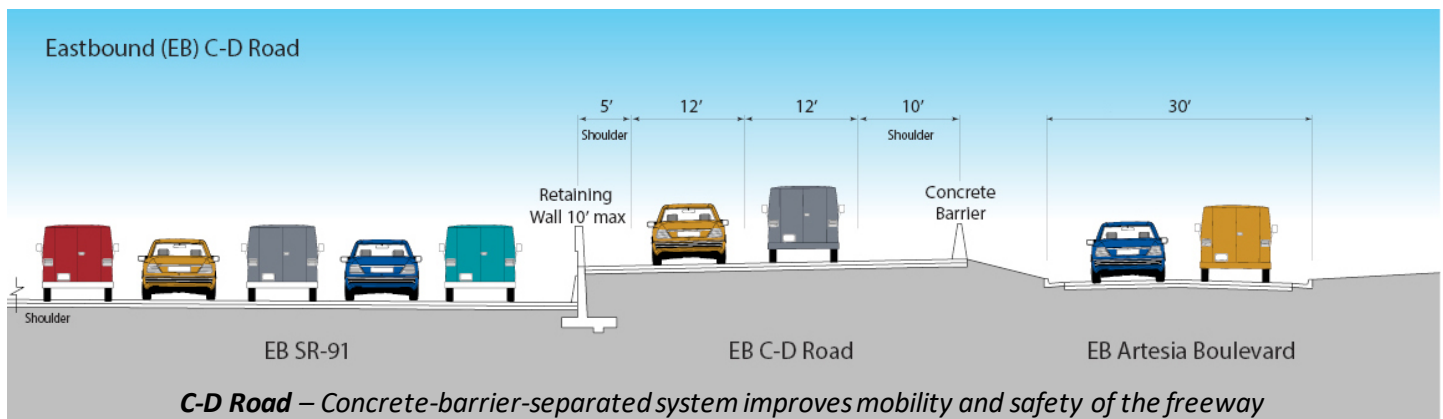 Eastbound (EB) C-D Road
5′ 12′ 12′ 10′ 30′
Shoulder Shoulder
Retaining
Wall 10′ max
Concrete
Barrier
Shoulder
EB SR-91 EB C-D Road EB Artesia Boulevard
C-D Road – Concrete-barrier-separated system improves mobility and safety of the freeway